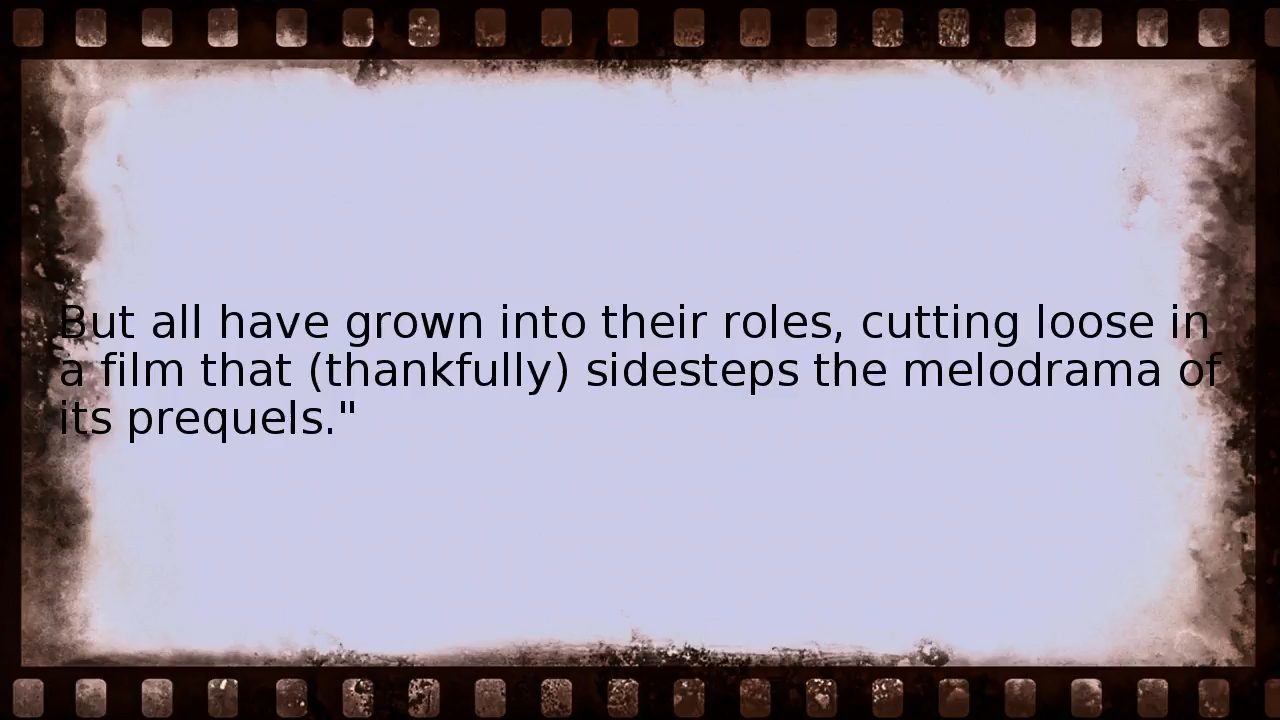 But all have grown into their roles, cutting loose in
a film that (thankfully) sidesteps the melodrama of
its prequels."